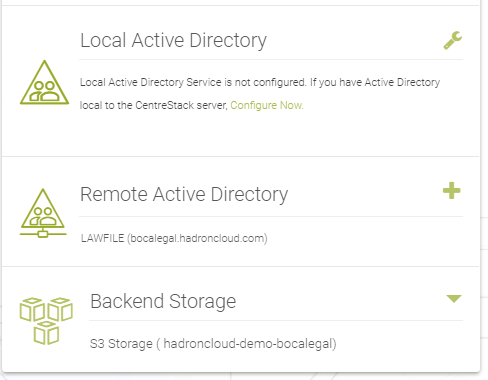 Local Active Directory
Local Active Directory Service is not configured. If you have Active Directory
local to the CentreStack server, Configure Now.
Remote Active Directory
LAWFILE (bocalegal.hadroncloud.com)
Backend Storage
S3 Storage ( hadroncloud-demo-bocalegal)